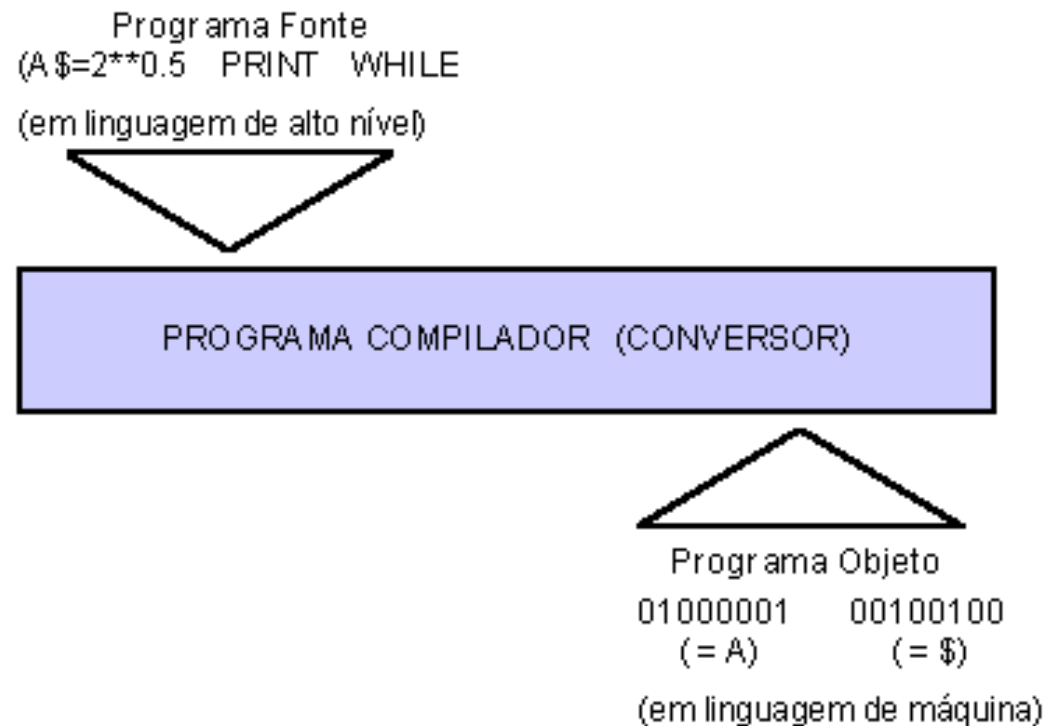 Programa Fonte
(A$=2**0.5 PRINT WHILE
(em linguagem de alto nível)
PROGRAMA COMPILADOR (CONVERSOR)
Programa Objeto
01000001 00100100
(= A) (= $)
(em linguagem de máquina)